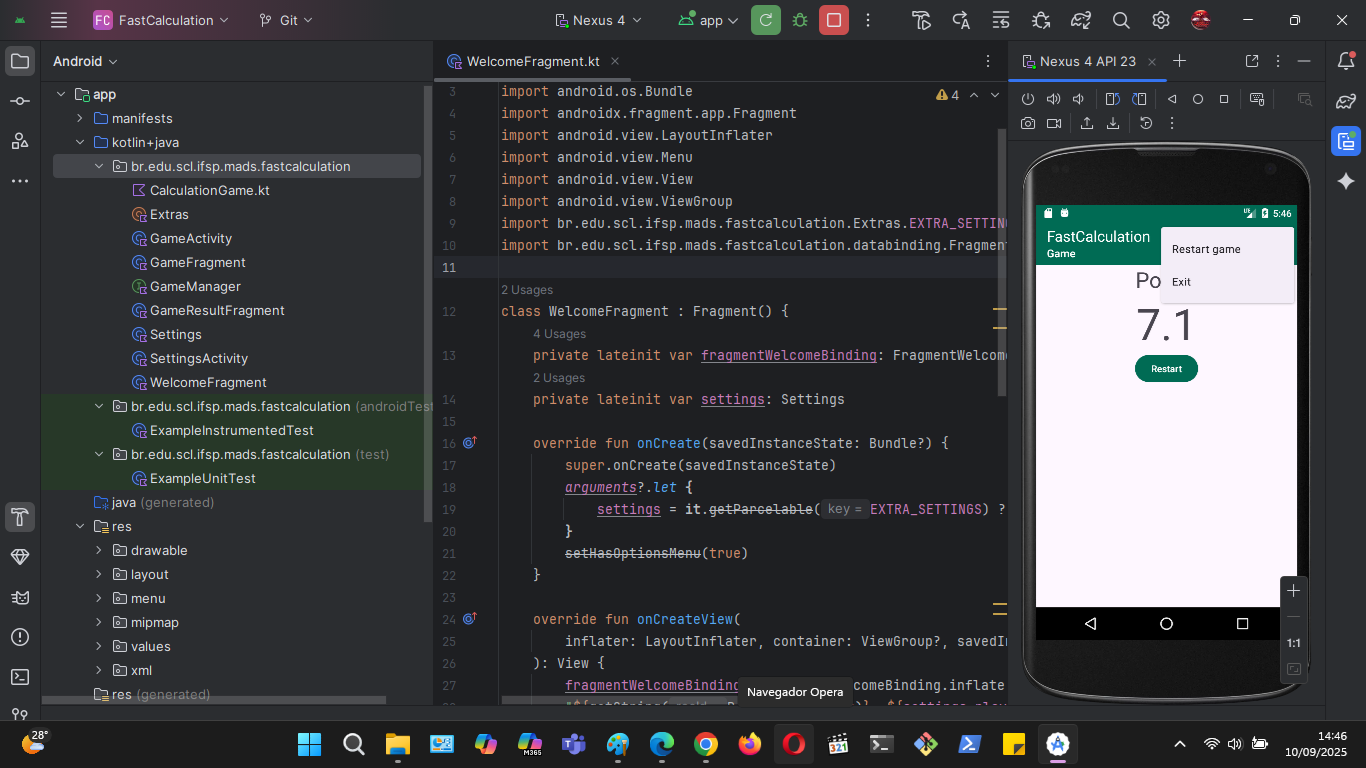 FC FastCalculation
Git
Nexus 4
app
Android
WelcomeFragment.kt
Nexus 4 API 23
app
manifests
kotlin+java
br.edu.scl.ifsp.mads.fastcalculation
CalculationGame.kt
Extras
GameActivity
GameFragment
GameManager
GameResultFragment
Settings
SettingsActivity
WelcomeFragment
br.edu.scl.ifsp.mads.fastcalculation (androidTest
ExampleInstrumentedTest
br.edu.scl.ifsp.mads.fastcalculation (test)
ExampleUnitTest
java (generated)
res
drawable
layout
menu
mipmap
values
xml
res (generated)
4
3 import android.os.Bundle
4 import androidx.fragment.app.Fragment
5 import android.view.LayoutInflater
6 import android.view.Menu
7 import android.view.View
8 import android.view.ViewGroup
9 import br.edu.scl.ifsp.mads.fastcalculation.Extras.EXTRA_SETTING
10 import br.edu.scl.ifsp.mads.fastcalculation.databinding.Fragment
11
2 Usages
12 class WelcomeFragment : Fragment() {
4 Usages
13 private lateinit var fragmentWelcomeBinding: FragmentWelcome
2 Usages
14 private lateinit var settings: Settings
15
16 override fun onCreate(savedInstanceState: Bundle?) {
17 super.onCreate(savedInstanceState)
18 arguments?.let {
19 settings = it.getParcelable( key = EXTRA_SETTINGS) ?
20 }
21 setHasOptionsMenu(true)
22 }
23
24 override fun onCreateView(
25 inflater: LayoutInflater, container: ViewGroup?, savedIn
26 ): View {
27 fragmentWelcomeBinding
comeBinding.inflate
Navegador Opera
5:46
FastCalculation
Game
Restart game
Exit
Po
7.1
Restart
1:1
28°
M365
321
14:46
10/09/2025